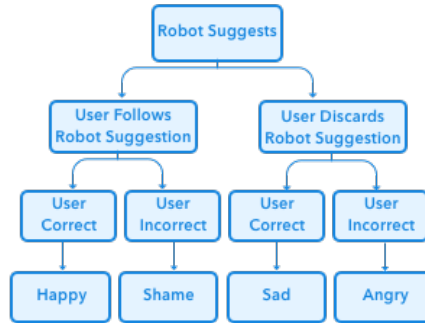 Robot Suggests
User Follows
Robot Suggestion
User Discards
Robot Suggestion
User
Correct
User
Incorrect
User
Correct
User
Incorrect
Happy
Shame
Sad
Angry